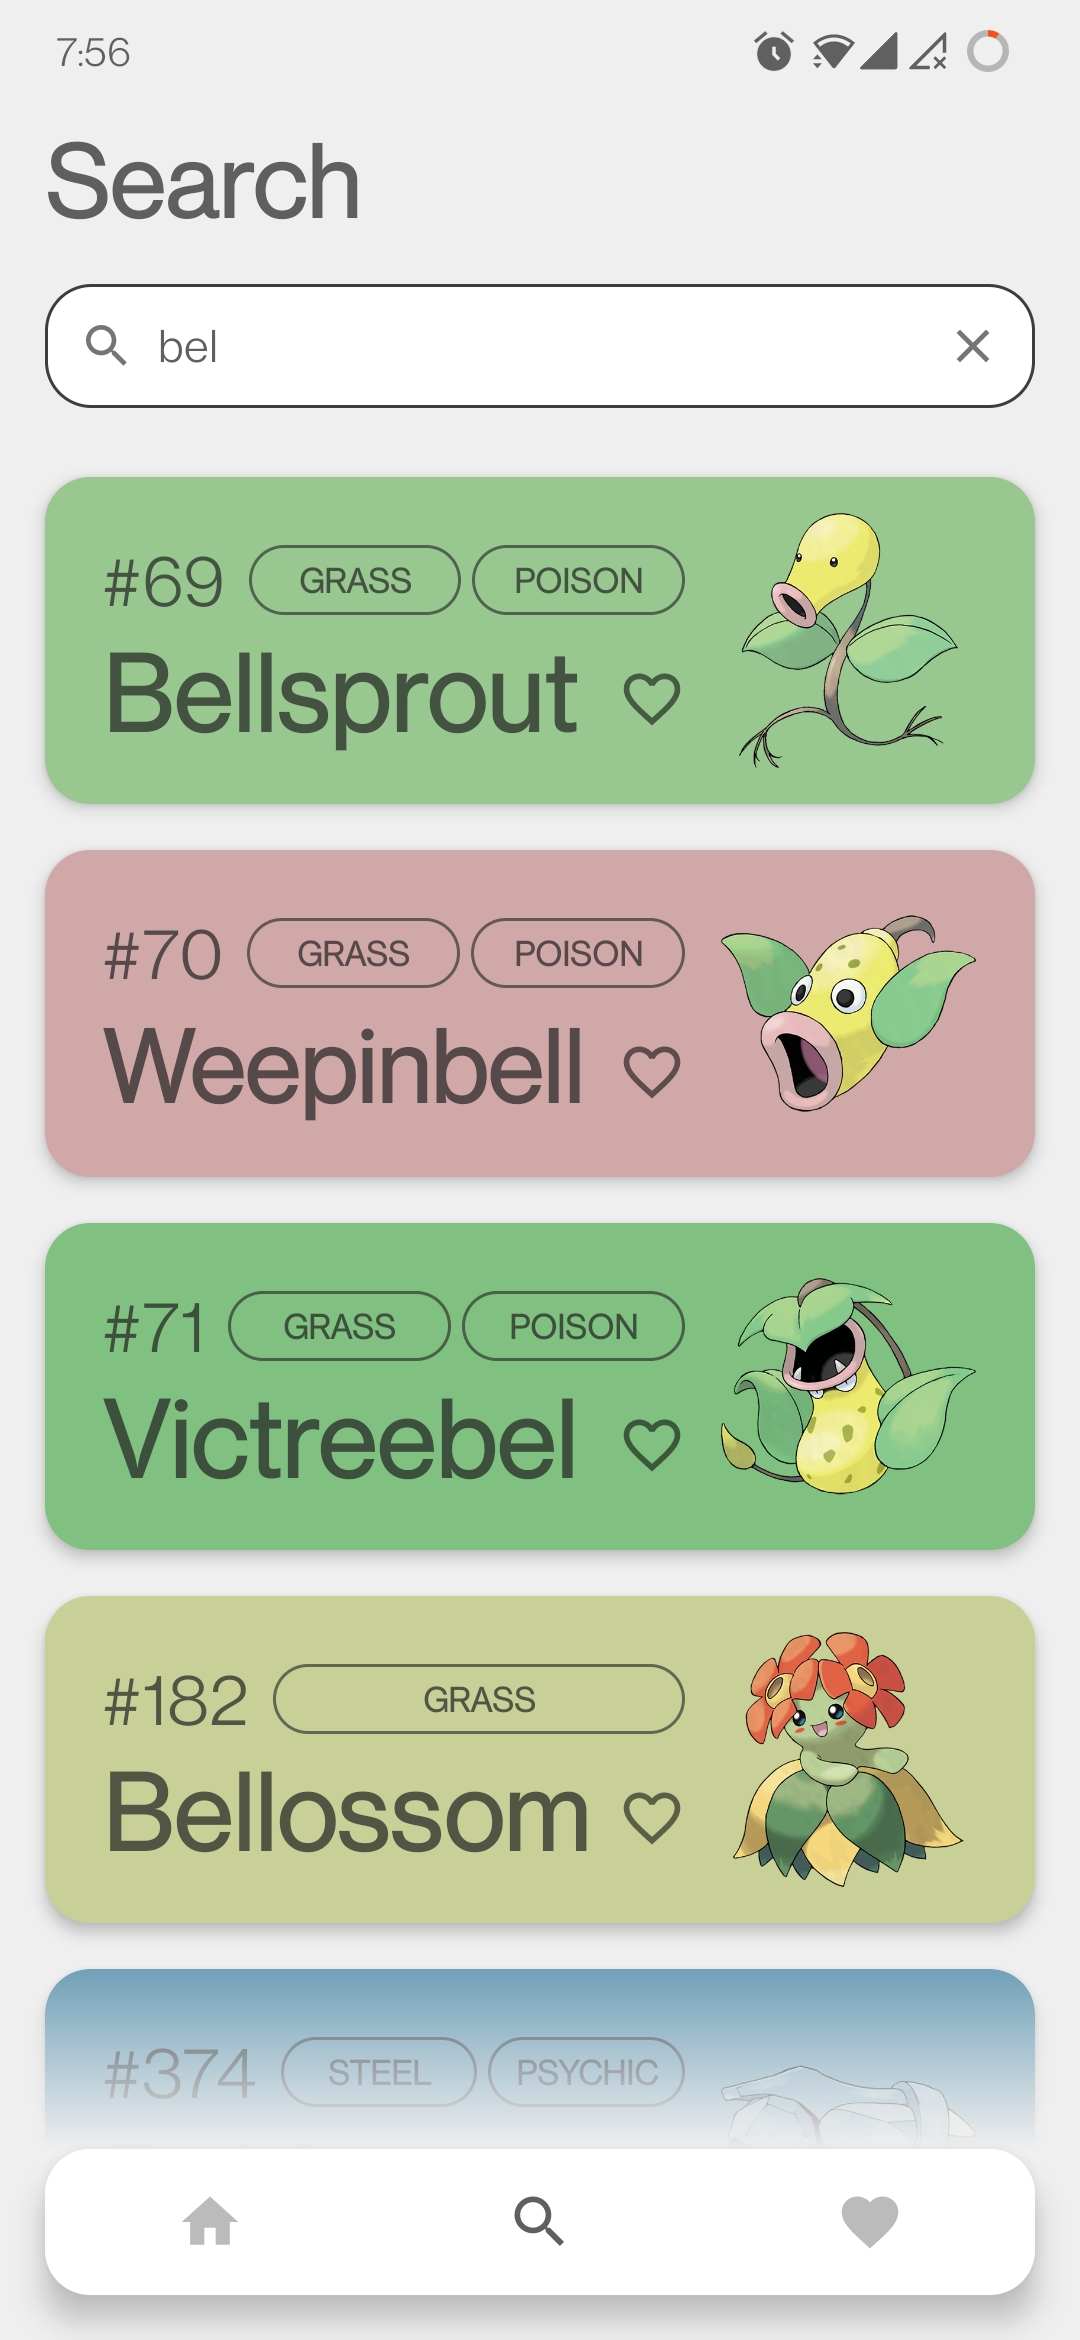 7:56
Search
bel
#69 GRASS POISON
Bellsprout
#70 GRASS POISON
Weepinbell
#71 GRASS POISON
Victreebel
#182 GRASS
Bellossom
#374 STEEL PSYCHIC